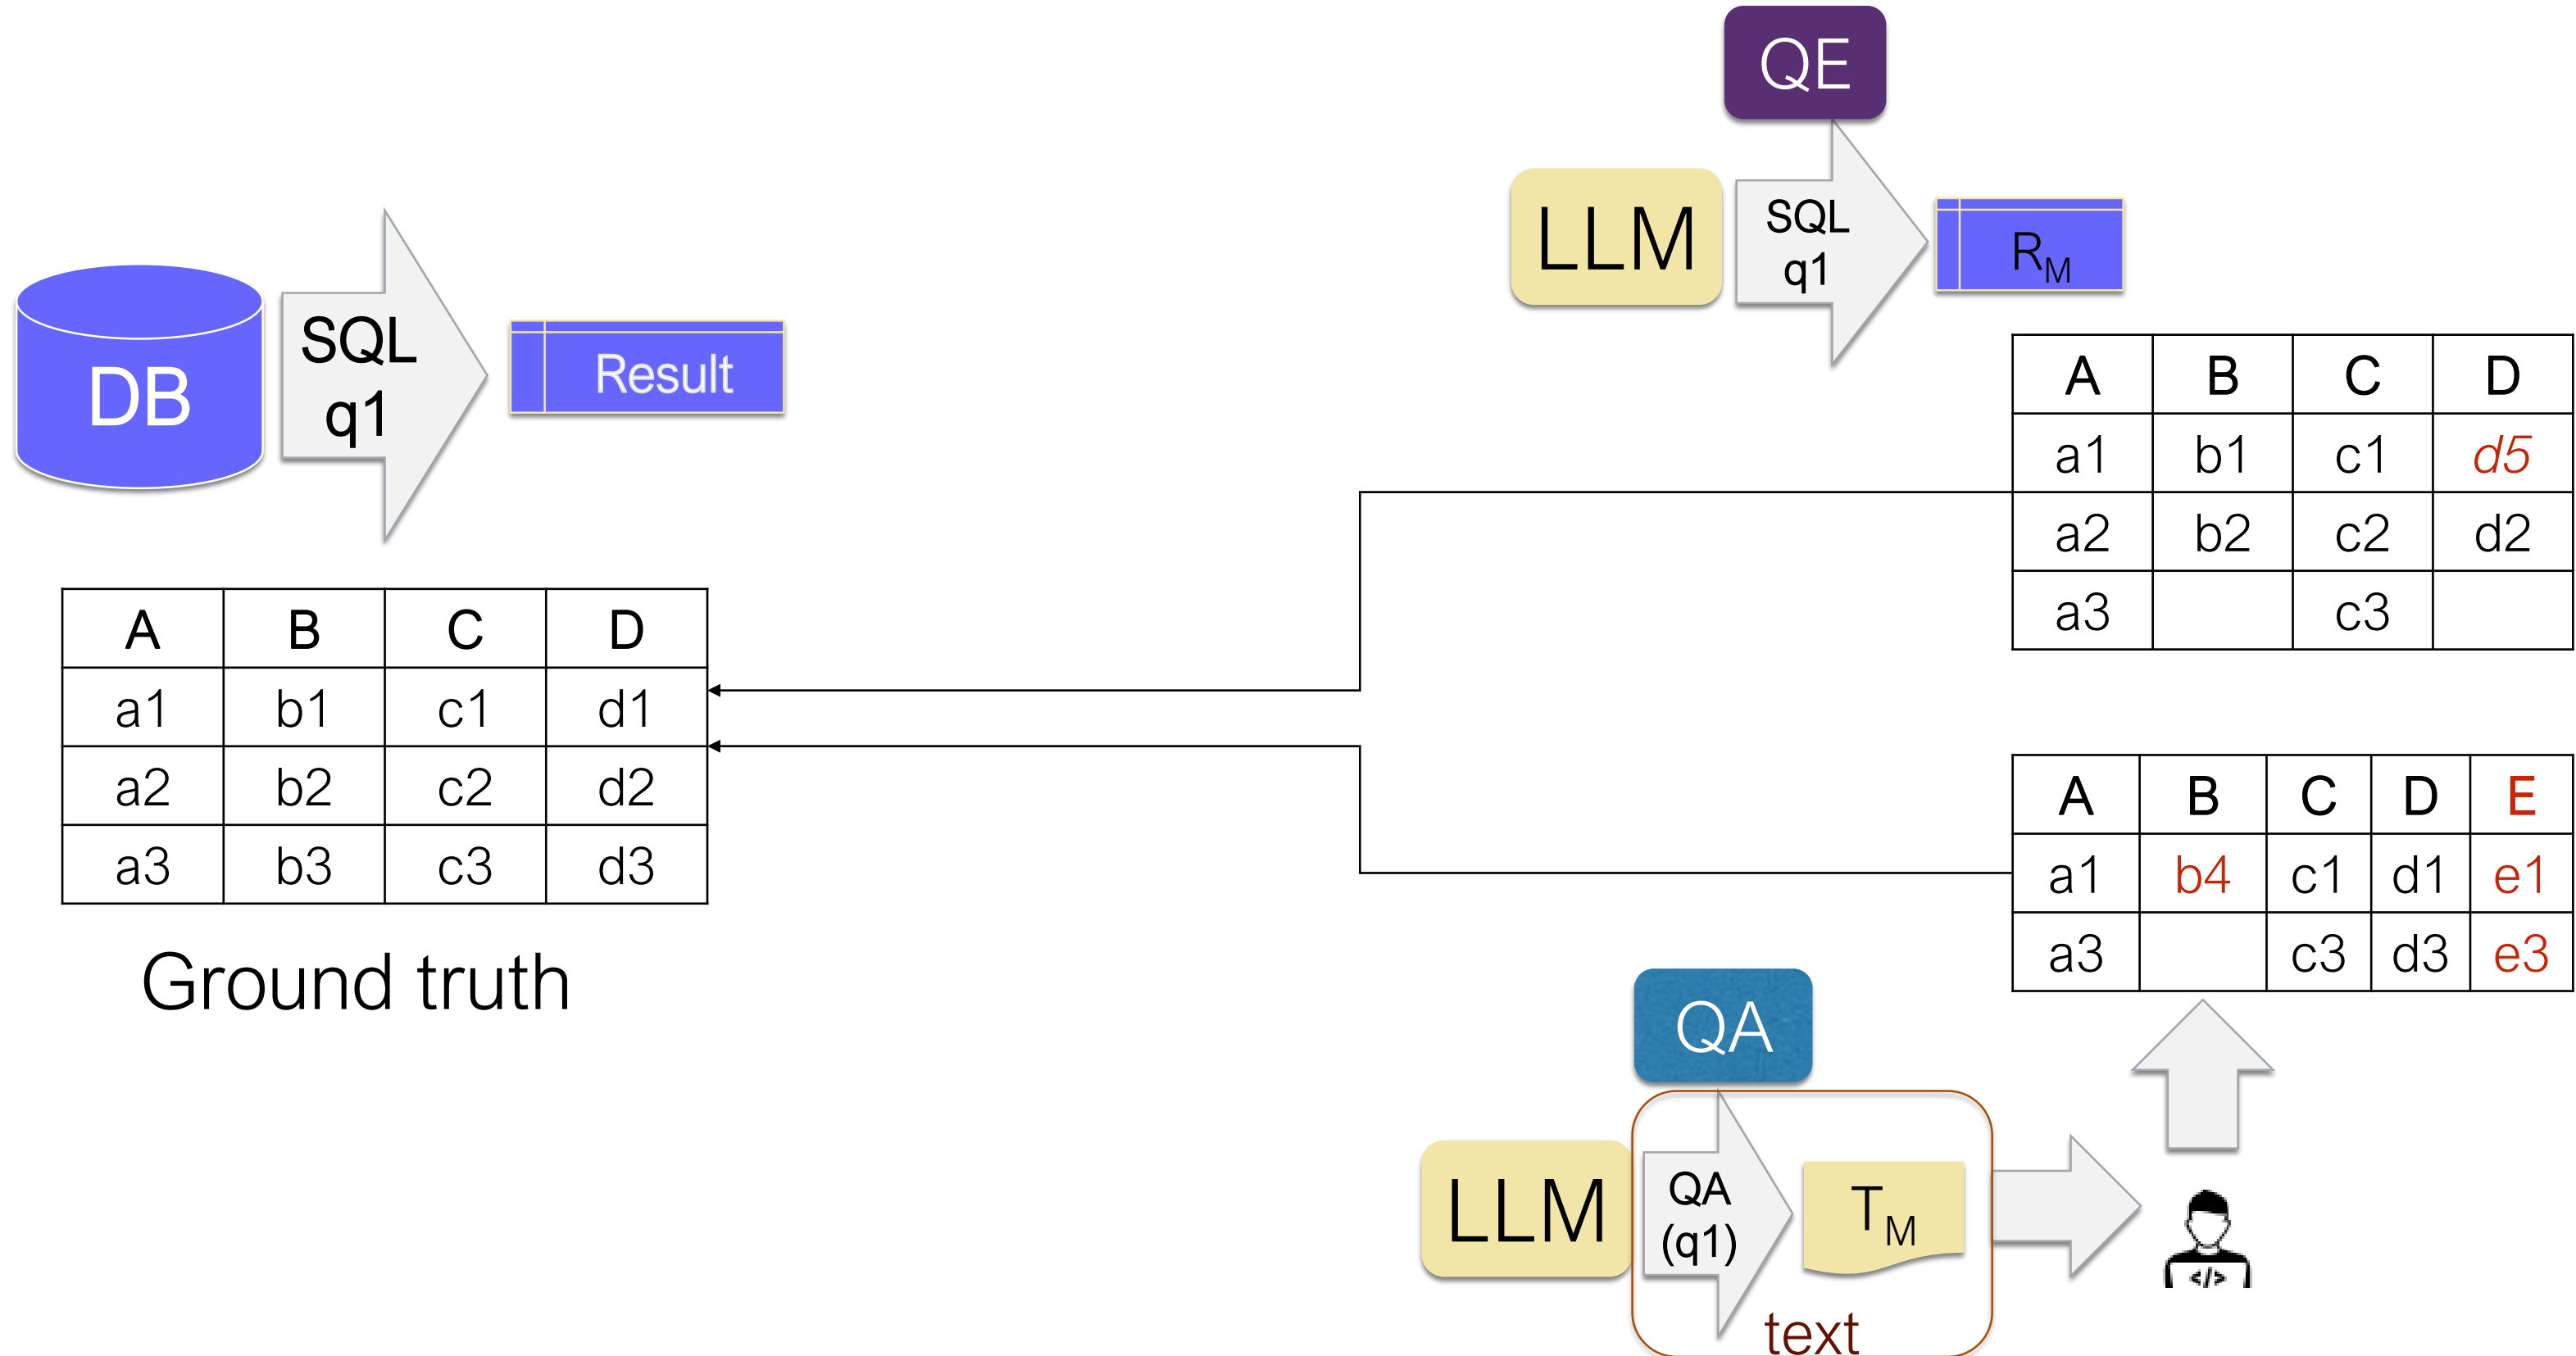 QE
LLM
SQL
q1
R_M
DB
SQL
q1
Result
A B C D
a1 b1 c1 d5
a2 b2 c2 d2
a3 c3
A B C D
a1 b1 c1 d1
a2 b2 c2 d2
a3 b3 c3 d3
Ground truth
A B C D E
a1 b4 c1 d1 e1
a3 c3 d3 e3
QA
LLM
QA
(q1)
T_M
</>
text